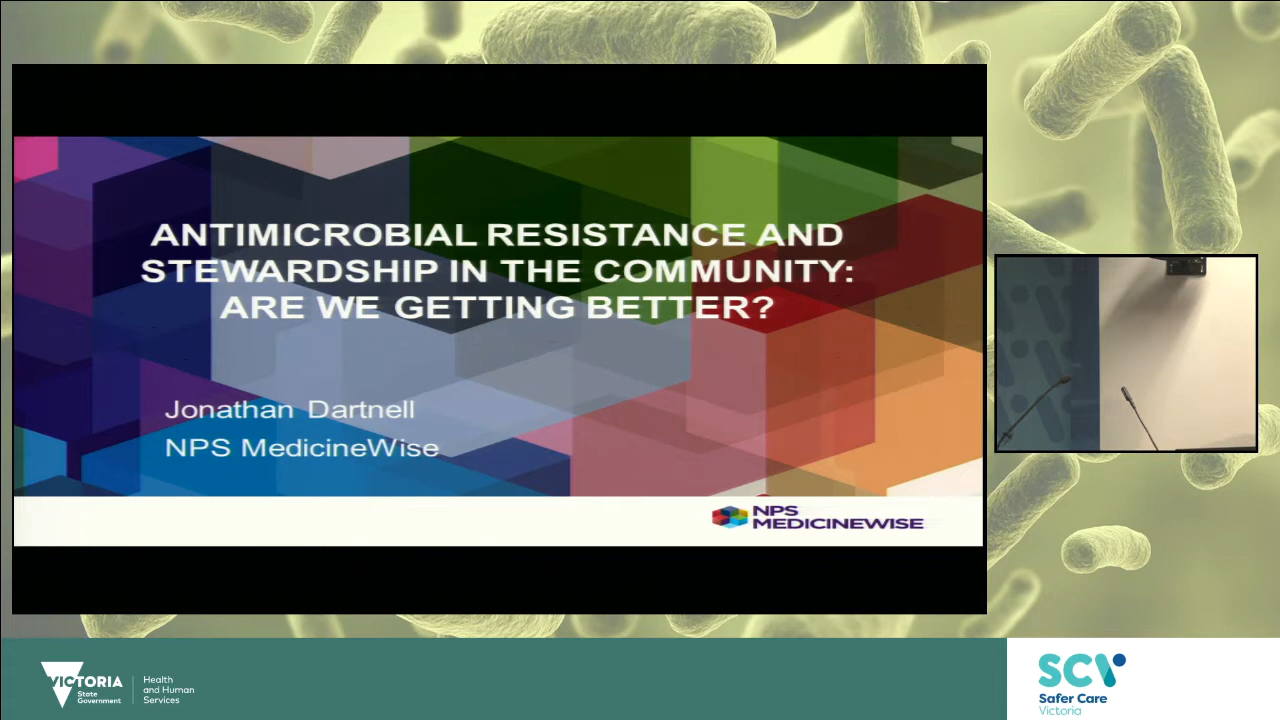 ANTIMICROBIAL RESISTANCE AND
STEWARDSHIP IN THE COMMUNITY:
ARE WE GETTING BETTER?
Jonathan Dartnell
NPS MedicineWise
NPS
MEDICINEWISE
VICTORIA
State
Government
Health
and Human
Services
SCV
Safer Care
Victoria